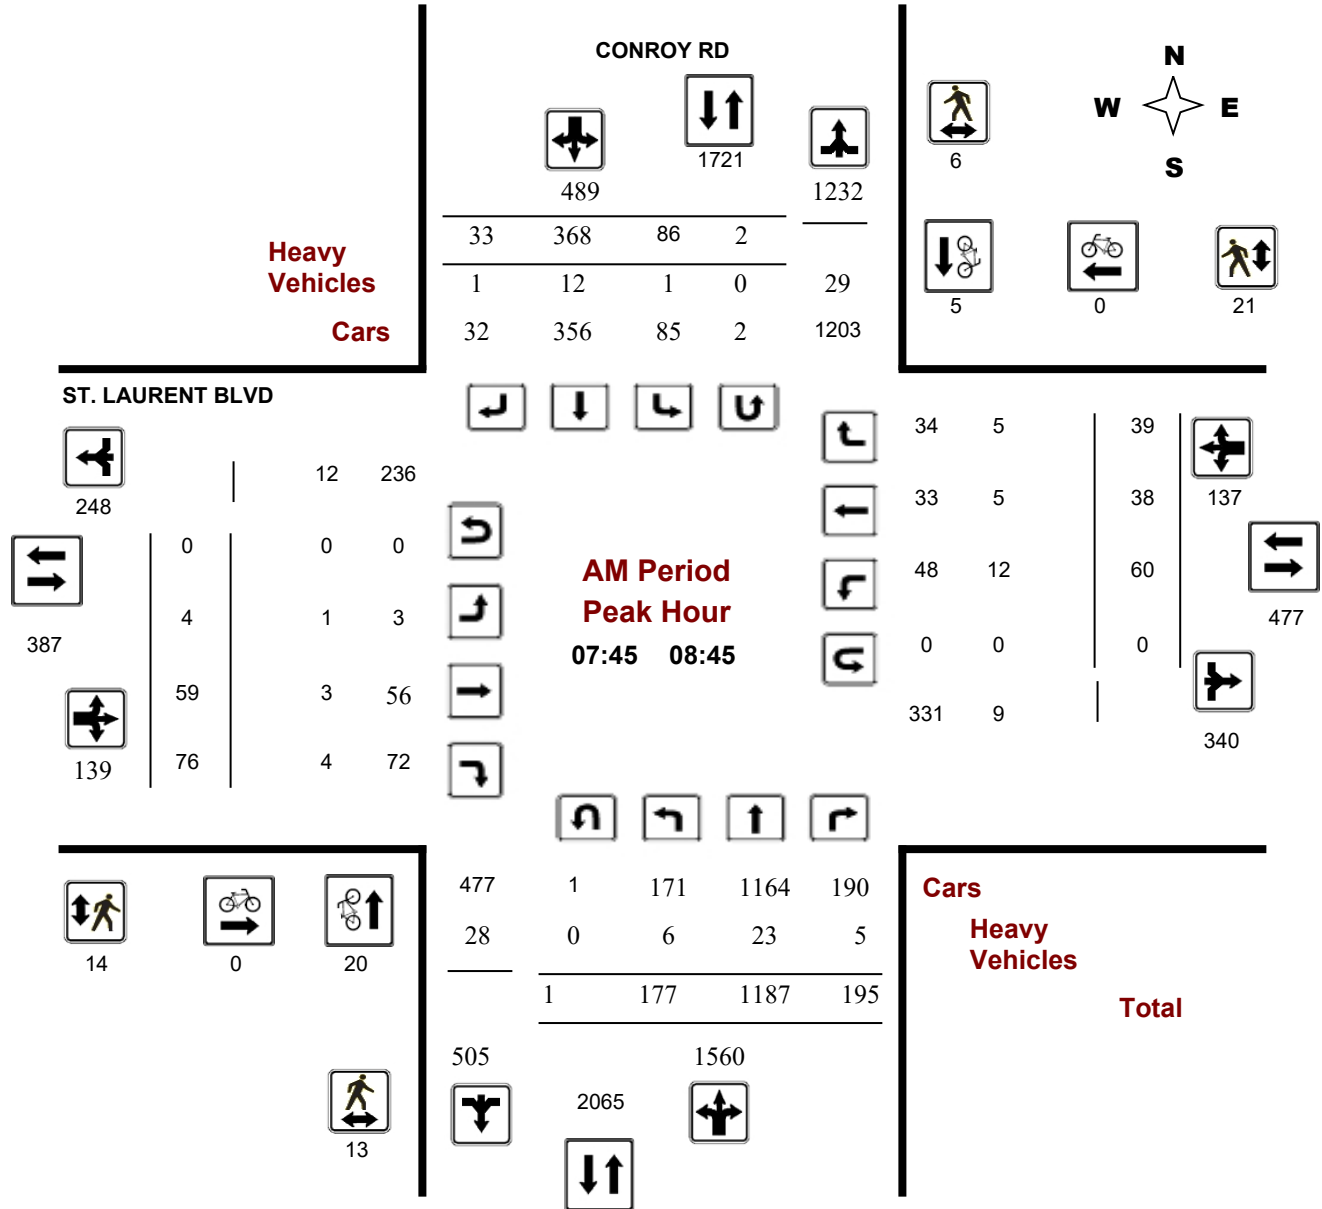 CONROY RD
N
W E
S
1721
6
489 1232
33 368 86 2
Heavy
Vehicles
1 12 1 0 29
5 0 21
Cars
32 356 85 2 1203
ST. LAURENT BLVD
34 5 39
12 236
248
33 5 38 137
0 0 0
AM Period
48 12 60
Peak Hour
4 1 3
477
387
07:45 08:45
0 0 0
59 3 56
331 9
340
139 76 4 72
477 1 171 1164 190
Cars
28 0 6 23 5
Heavy
Vehicles
14 0 20
1 177 1187 195
Total
505 1560
2065
13